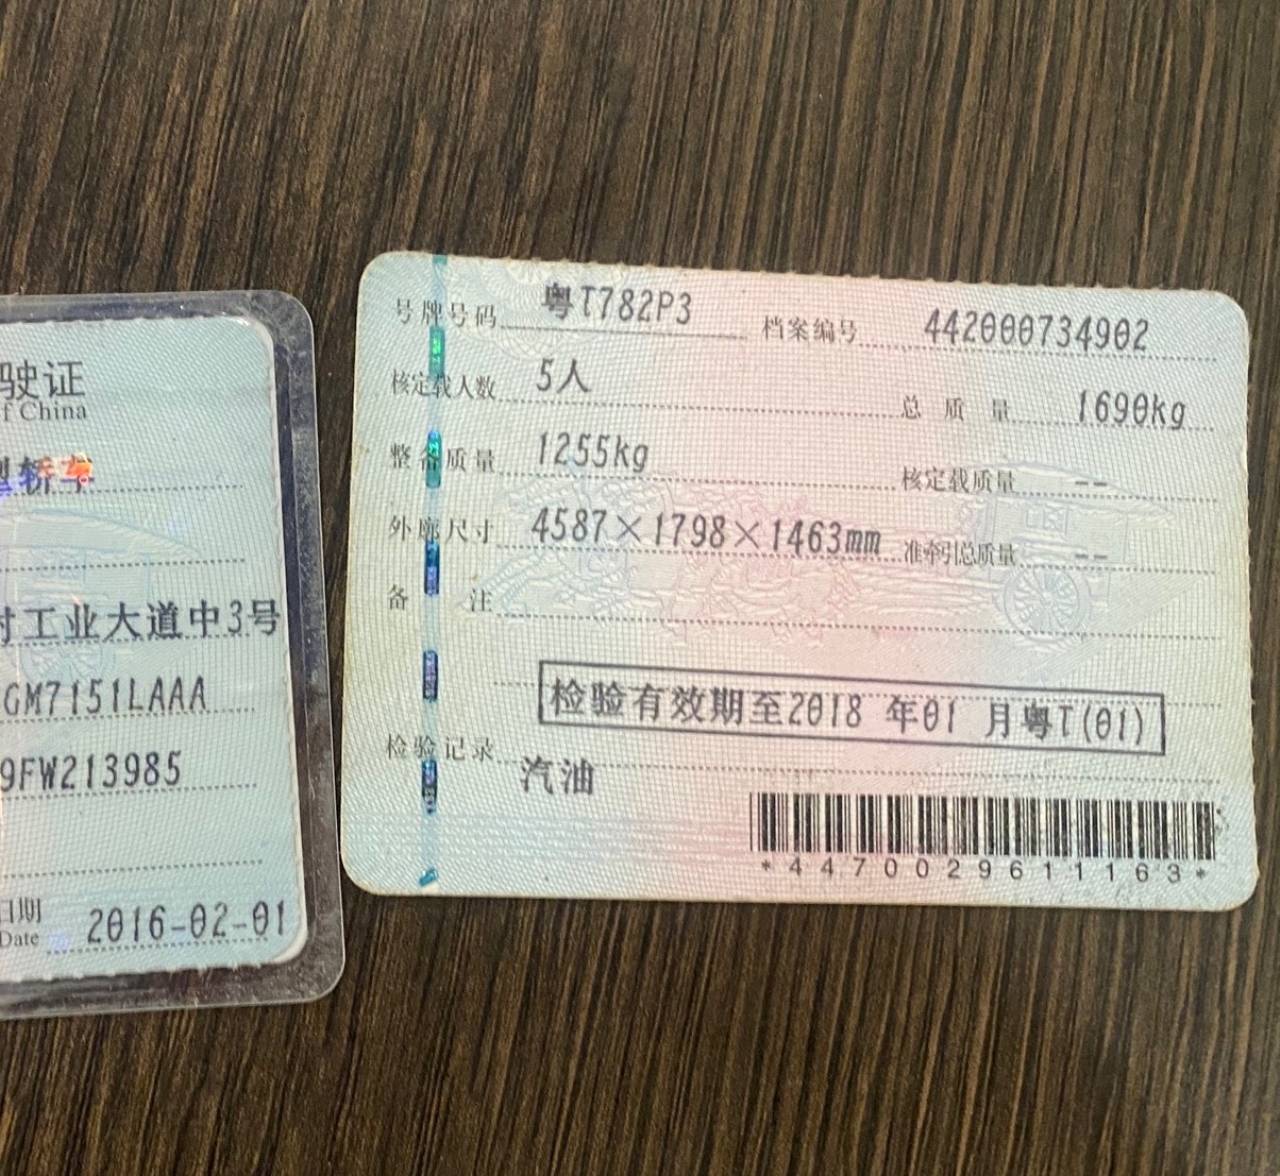 驶证
f China
型轿车
村工业大道中3号
GM7151LAAA
9FW213985
日期
Date 2016-02-01
号牌号码 粤T782P3 档案编号 442000734902
核定载人数 5人 总质量 1690kg
整备质量 1255kg 核定载质量 --
外廓尺寸 4587×1798×1463mm 准牵引总质量 --
备注
检验有效期至2018 年01 月粤T(01)
检验记录
汽油
*4470029611163*